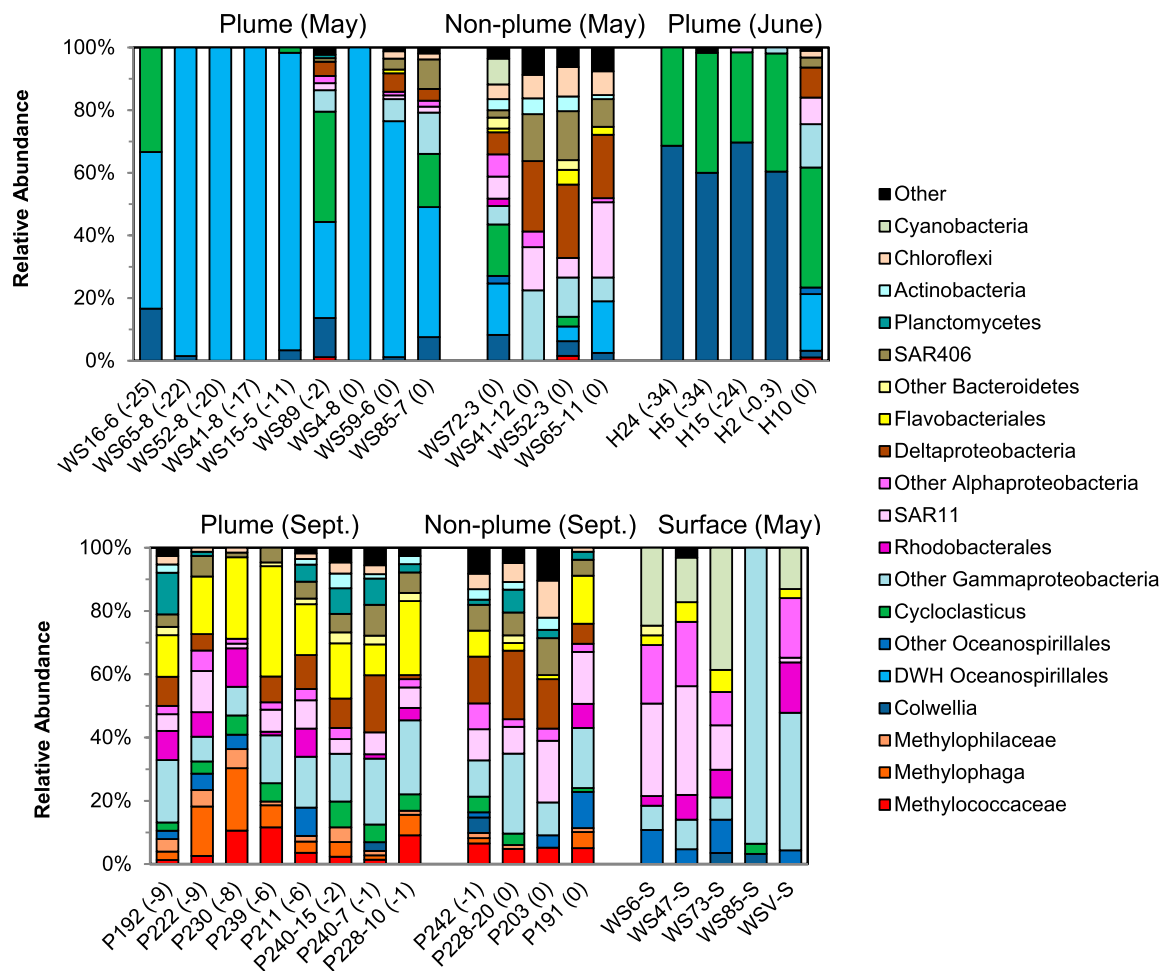 Plume (May) Non-plume (May) Plume (June)
100%
80%
60%
40%
20%
0%
Relative Abundance
WS16-6 (-25)
WS65-8 (-22)
WS52-8 (-20)
WS41-8 (-17)
WS15-5 (-11)
WS89 (-2)
WS4-8 (0)
WS59-6 (0)
WS85-7 (0)
WS72-3 (0)
WS41-12 (0)
WS52-3 (0)
WS65-11 (0)
H24 (-34)
H5 (-34)
H15 (-24)
H2 (-0.3)
H10 (0)
Other
Cyanobacteria
Chloroflexi
Actinobacteria
Planctomycetes
SAR406
Other Bacteroidetes
Flavobacteriales
Deltaproteobacteria
Other Alphaproteobacteria
SAR11
Rhodobacterales
Other Gammaproteobacteria
Cycloclasticus
Other Oceanospirillales
DWH Oceanospirillales
Colwellia
Methylophilaceae
Methylophaga
Methylococcaceae
Plume (Sept.) Non-plume (Sept.) Surface (May)
100%
80%
60%
40%
20%
0%
Relative Abundance
P192 (-9)
P222 (-9)
P230 (-8)
P239 (-6)
P211 (-6)
P240-15 (-2)
P240-7 (-1)
P228-10 (-1)
P242 (-1)
P228-20 (0)
P203 (0)
P191 (0)
WS6-S
WS47-S
WS73-S
WS85-S
WSV-S